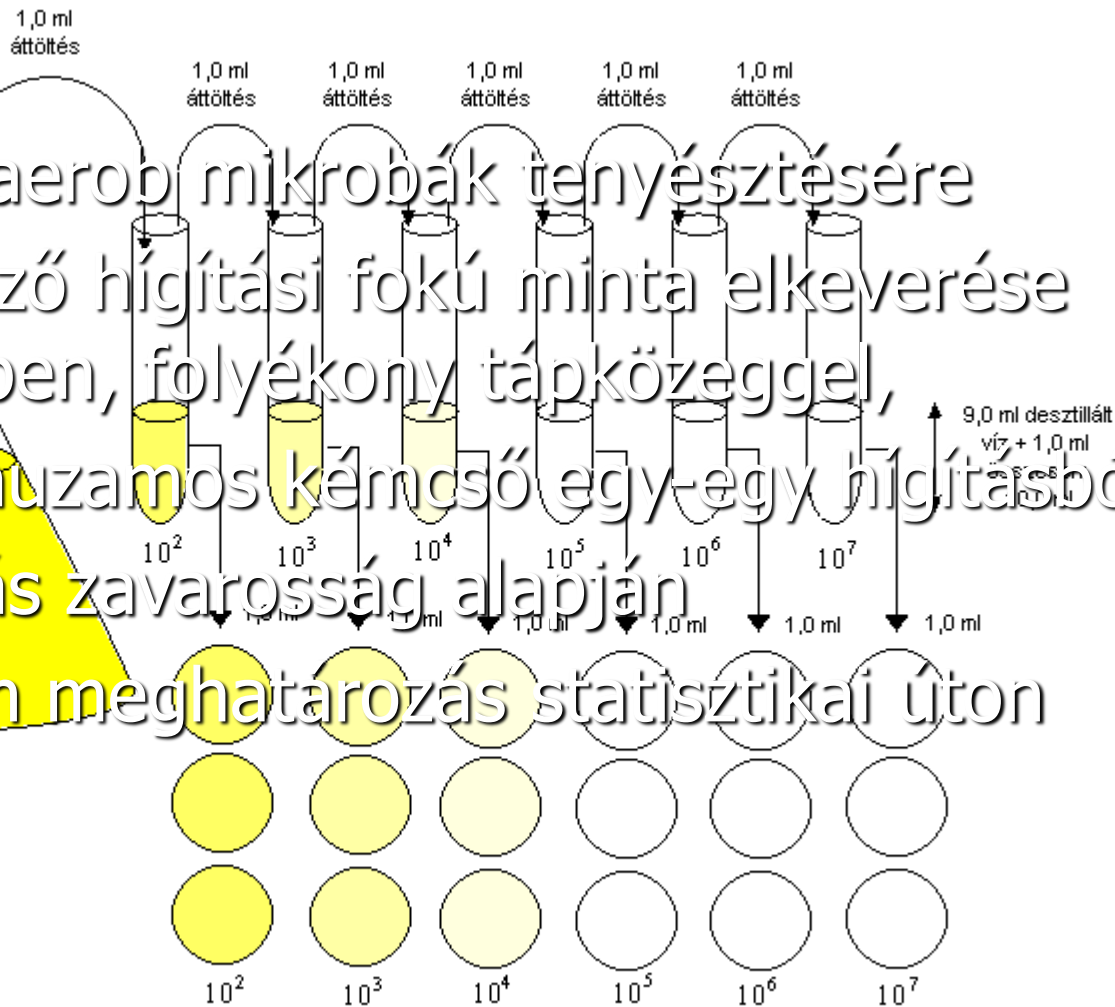 1,0 ml
áttöltés
1,0 ml
áttöltés
1,0 ml
áttöltés
1,0 ml
áttöltés
1,0 ml
áttöltés
1,0 ml
áttöltés
aerob mikrobák tenyésztésére
ző hígítási fokú minta elkeverése
ben, folyékony tápközeggel,
huzamos kémcső egy-egy hígításbó
ás zavarosság alapján
meghatározás statisztikai úton
9,0 ml desztillált
víz + 1,0 ml
10² 10³ 10⁴ 10⁵ 10⁶ 10⁷
1,0 ml 1,0 ml 1,0 ml 1,0 ml 1,0 ml 1,0 ml
10² 10³ 10⁴ 10⁵ 10⁶ 10⁷